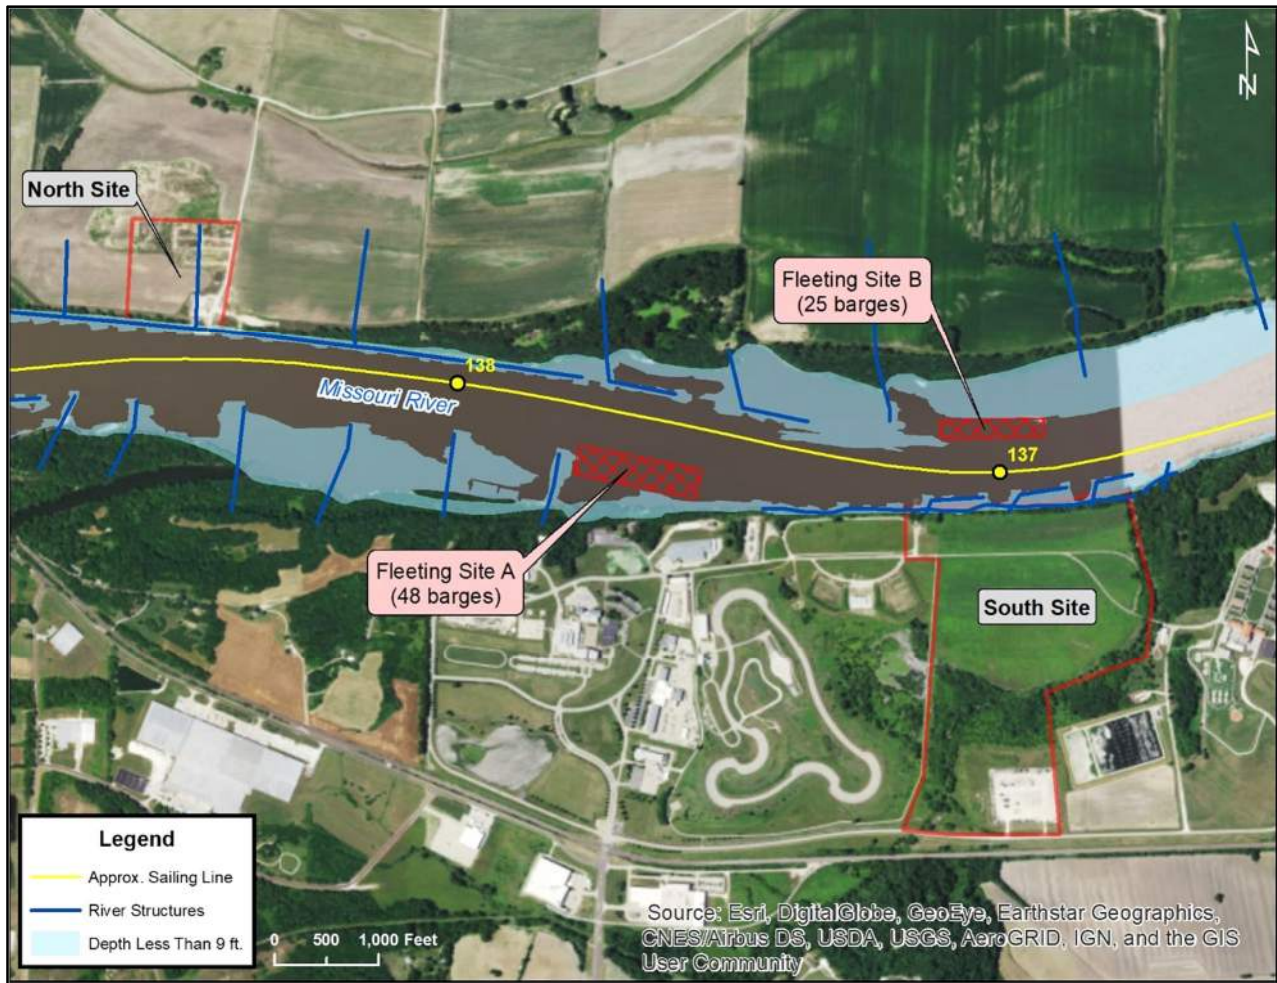 N
North Site
Fleeting Site B
(25 barges)
138
Missouri River
137
Fleeting Site A
(48 barges)
South Site
Legend
Approx. Sailing Line
River Structures
Depth Less Than 9 ft.
0 500 1,000 Feet
Source: Esri, DigitalGlobe, GeoEye, Earthstar Geographics,
CNES/Airbus DS, USDA, USGS, AeroGRID, IGN, and the GIS
User Community